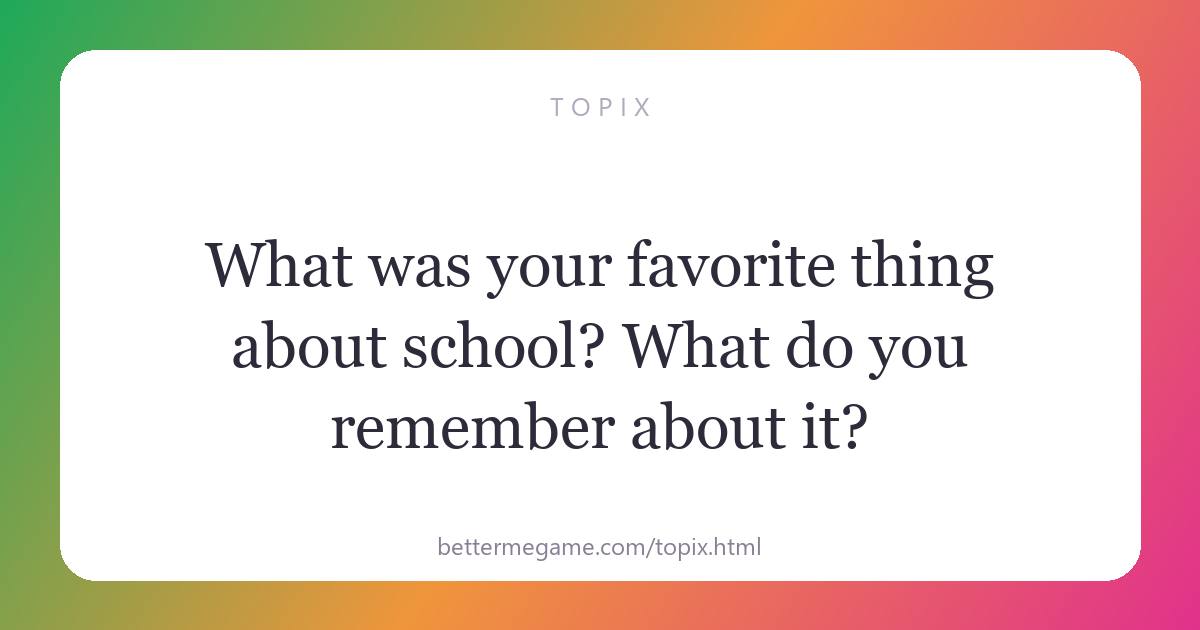 TOPIX
What was your favorite thing
about school? What do you
remember about it?
bettermegame.com/topix.html